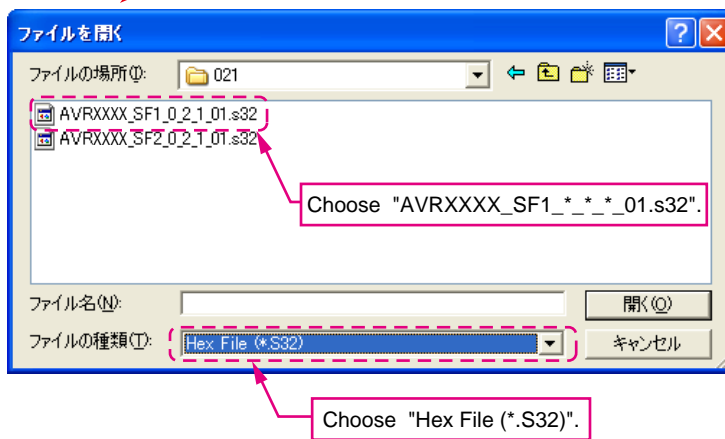 ファイルを開く
ファイルの場所(I):
021
AVRXXXX_SF1_0_2_1_01.s32
AVRXXXX_SF2_0_2_1_01.s32
Choose "AVRXXXX_SF1_*_*_*_01.s32".
ファイル名(N):
開く(O)
ファイルの種類(T):
Hex File (*.S32)
キャンセル
Choose "Hex File (*.S32)".